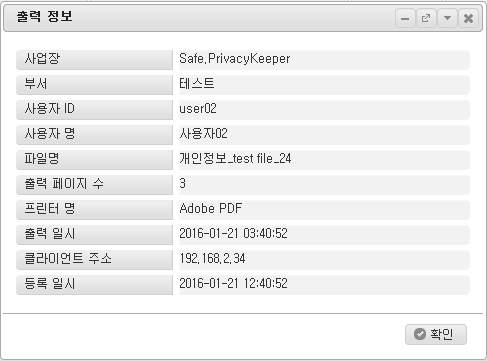 출력 정보
사업장 Safe,PrivacyKeeper
부서 테스트
사용자 ID user02
사용자 명 사용자02
파일명 개인정보_test file_24
출력 페이지 수 3
프린터 명 Adobe PDF
출력 일시 2016-01-21 03:40:52
클라이언트 주소 192,168,2,34
등록 일시 2016-01-21 12:40:52
확인